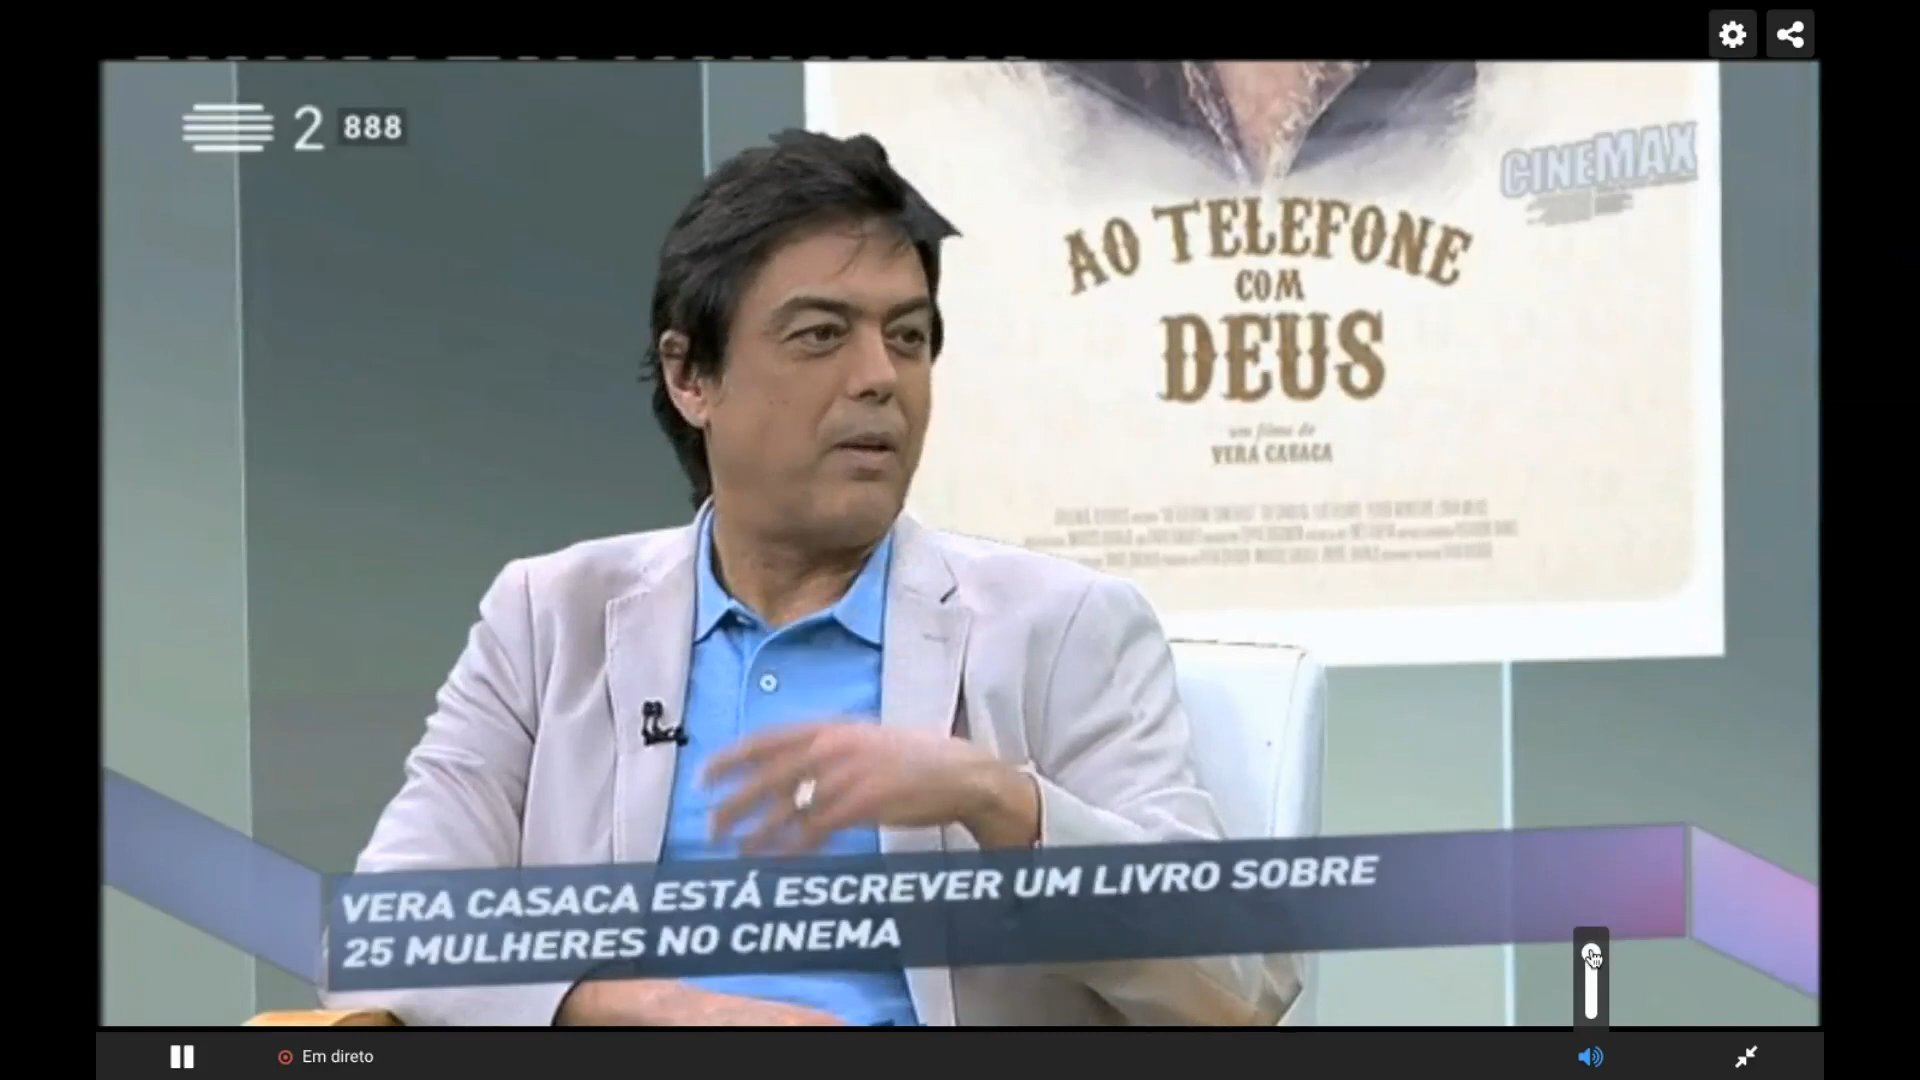 2 888
CINEMAX
AO TELEFONE
COM
DEUS
um filme de
VERA CASACA
VERA CASACA ESTÁ ESCREVER UM LIVRO SOBRE
25 MULHERES NO CINEMA
Em direto